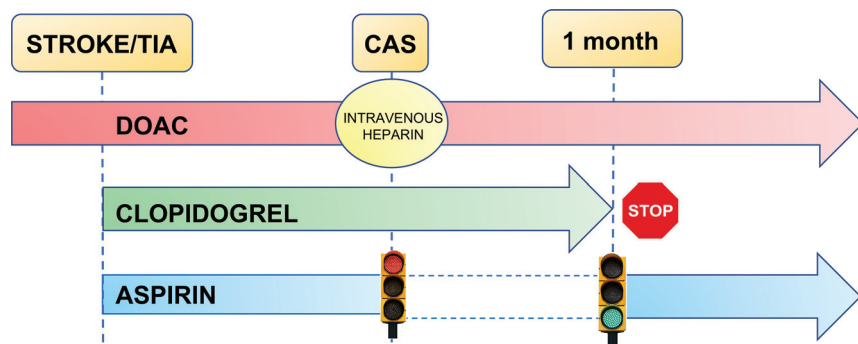 STROKE/TIA
CAS
1 month
DOAC
INTRAVENOUS
HEPARIN
CLOPIDOGREL
STOP
ASPIRIN